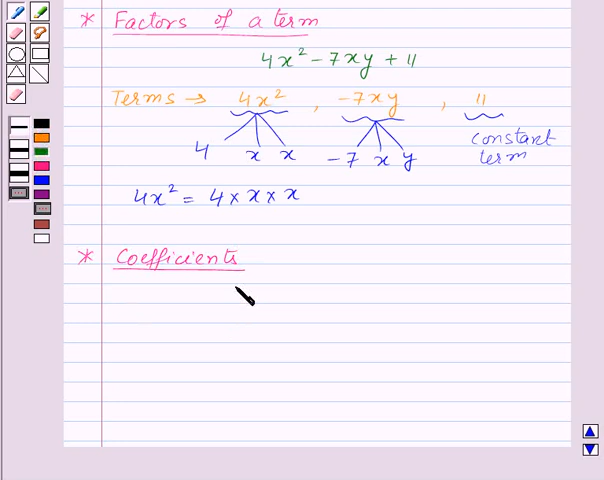 * Factors of a term
4x² - 7xy + 11
Terms → 4x² , -7xy , 11
4 x x -7 x y constant term
4x² = 4 × x × x
* Coefficients